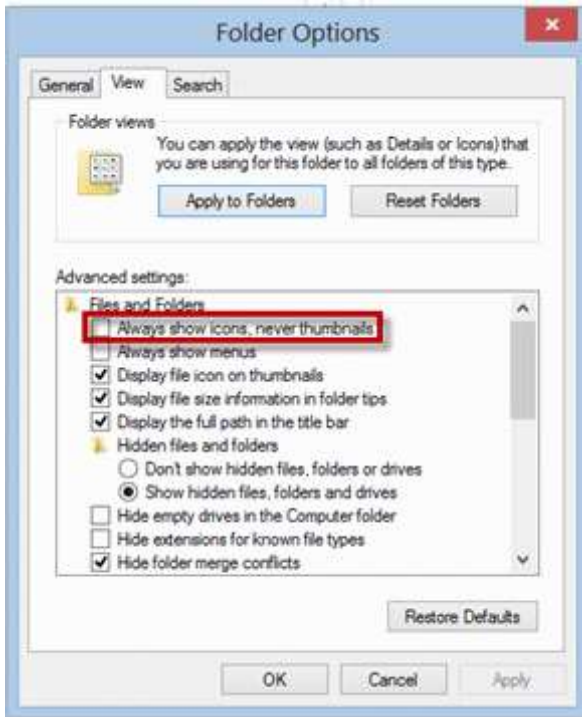 Folder Options
General View Search
Folder views
You can apply the view (such as Details or Icons) that
you are using for this folder to all folders of this type.
Apply to Folders Reset Folders
Advanced settings:
Files and Folders
Always show icons, never thumbnails
Always show menus
Display file icon on thumbnails
Display file size information in folder tips
Display the full path in the title bar
Hidden files and folders
Don't show hidden files, folders or drives
Show hidden files, folders and drives
Hide empty drives in the Computer folder
Hide extensions for known file types
Hide folder merge conflicts
Restore Defaults
OK Cancel Apply